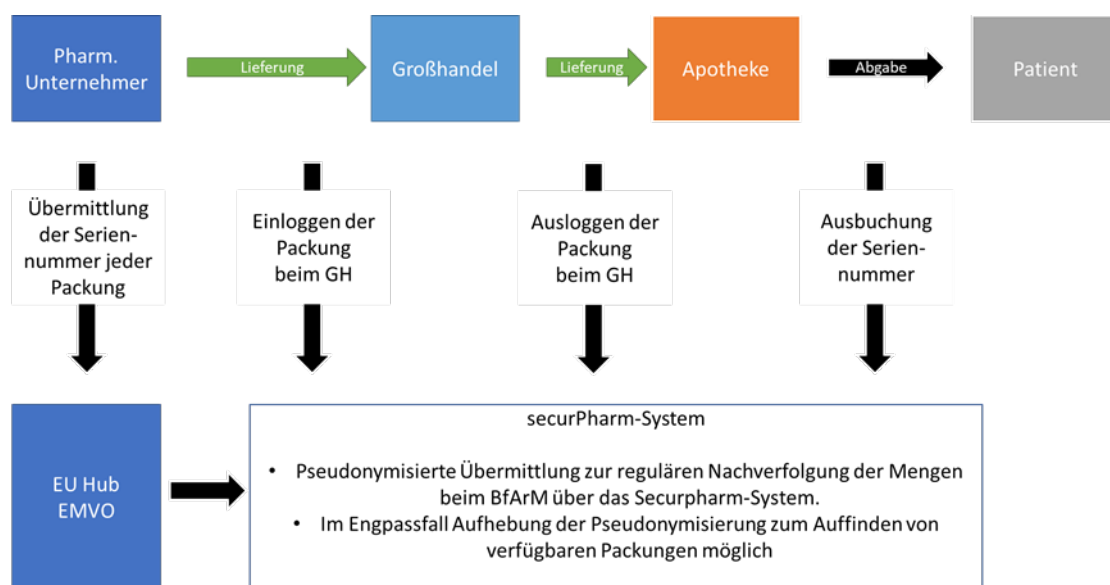 Pharm.
Unternehmer
Lieferung
Großhandel
Lieferung
Apotheke
Abgabe
Patient
Übermittlung
der Serien-
nummer jeder
Packung
Einloggen der
Packung
beim GH
Ausloggen der
Packung
beim GH
Ausbuchung
der Serien-
nummer
EU Hub
EMVO
securPharm-System
• Pseudonymisierte Übermittlung zur regulären Nachverfolgung der Mengen
beim BfArM über das Securpharm-System.
• Im Engpassfall Aufhebung der Pseudonymisierung zum Auffinden von
verfügbaren Packungen möglich